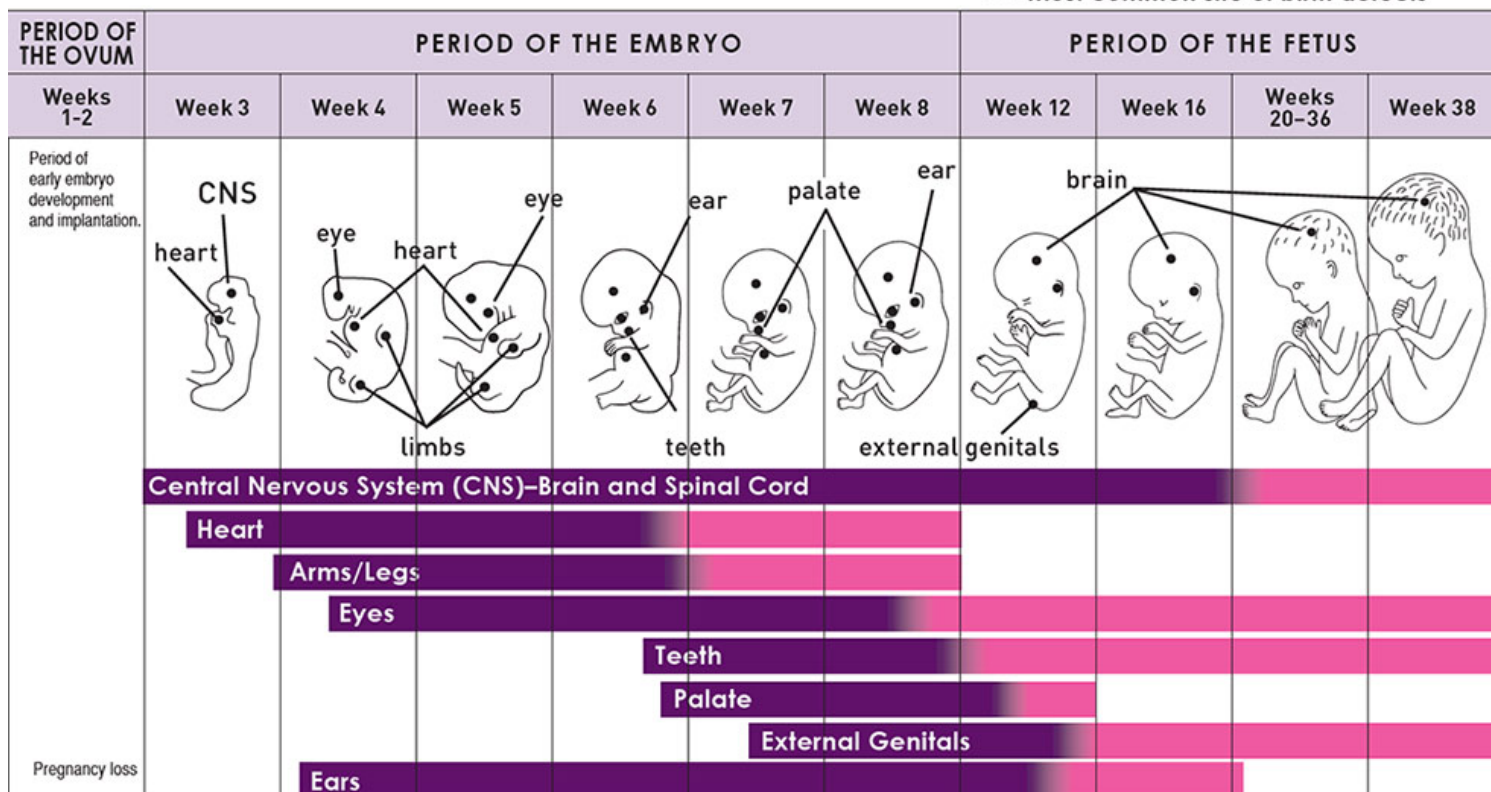 PERIOD OF
THE OVUM
PERIOD OF THE EMBRYO
PERIOD OF THE FETUS
Weeks
1-2
Week 3
Week 4
Week 5
Week 6
Week 7
Week 8
Week 12
Week 16
Weeks
20–36
Week 38
Period of
early embryo
development
and implantation.
CNS
heart
eye
heart
eye
ear
palate
ear
brain
limbs
teeth
external genitals
Central Nervous System (CNS)–Brain and Spinal Cord
Heart
Arms/Legs
Eyes
Teeth
Palate
External Genitals
Pregnancy loss
Ears